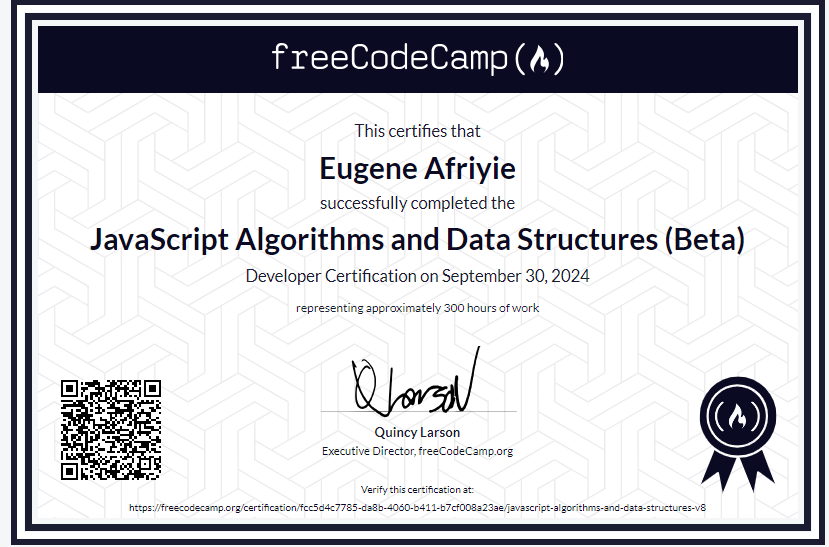 freeCodeCamp
This certifies that
Eugene Afriyie
successfully completed the
JavaScript Algorithms and Data Structures (Beta)
Developer Certification on September 30, 2024
representing approximately 300 hours of work
Q Larson
Quincy Larson
Executive Director, freeCodeCamp.org
Verify this certification at:
https://freecodecamp.org/certification/fcc5d4c7785-da8b-4060-b411-b7cf008a23ae/javascript-algorithms-and-data-structures-v8